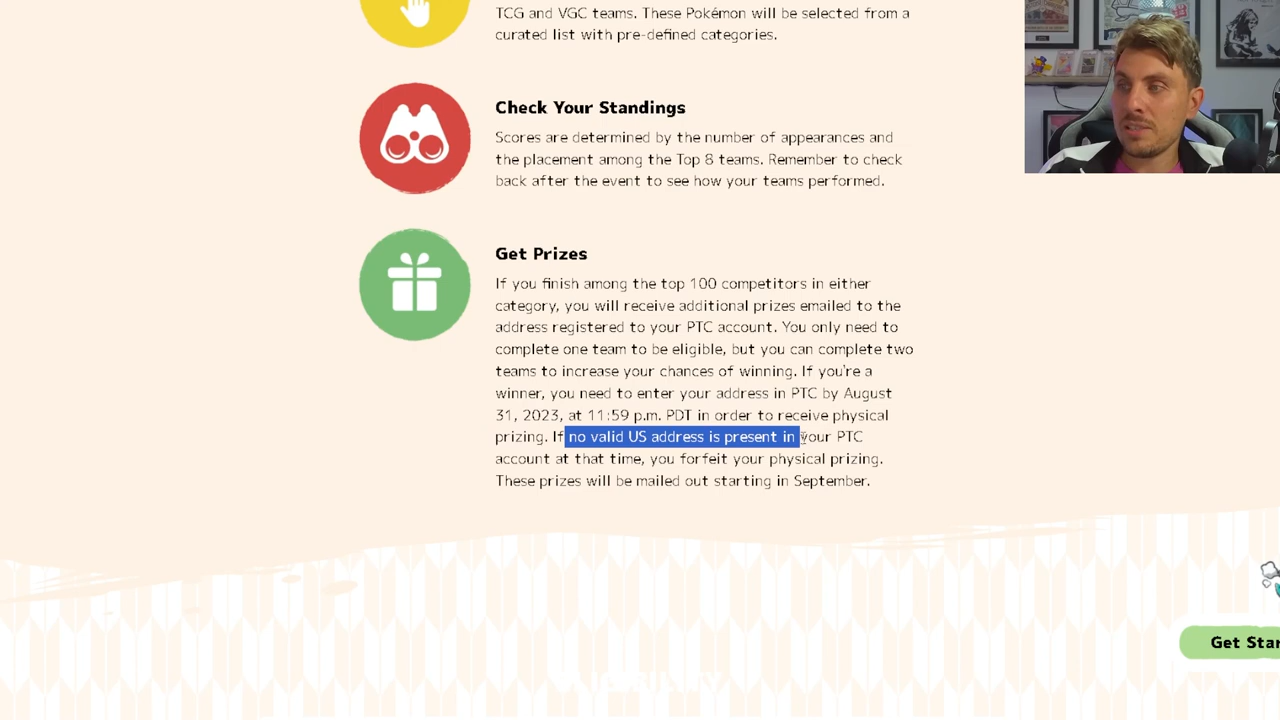 TCG and VGC teams. These Pokémon will be selected from a
curated list with pre-defined categories.
Check Your Standings
Scores are determined by the number of appearances and
the placement among the Top 8 teams. Remember to check
back after the event to see how your teams performed.
Get Prizes
If you finish among the top 100 competitors in either
category, you will receive additional prizes emailed to the
address registered to your PTC account. You only need to
complete one team to be eligible, but you can complete two
teams to increase your chances of winning. If you're a
winner, you need to enter your address in PTC by August
31, 2023, at 11:59 p.m. PDT in order to receive physical
prizing. If no valid US address is present in your PTC
account at that time, you forfeit your physical prizing.
These prizes will be mailed out starting in September.
Get Star